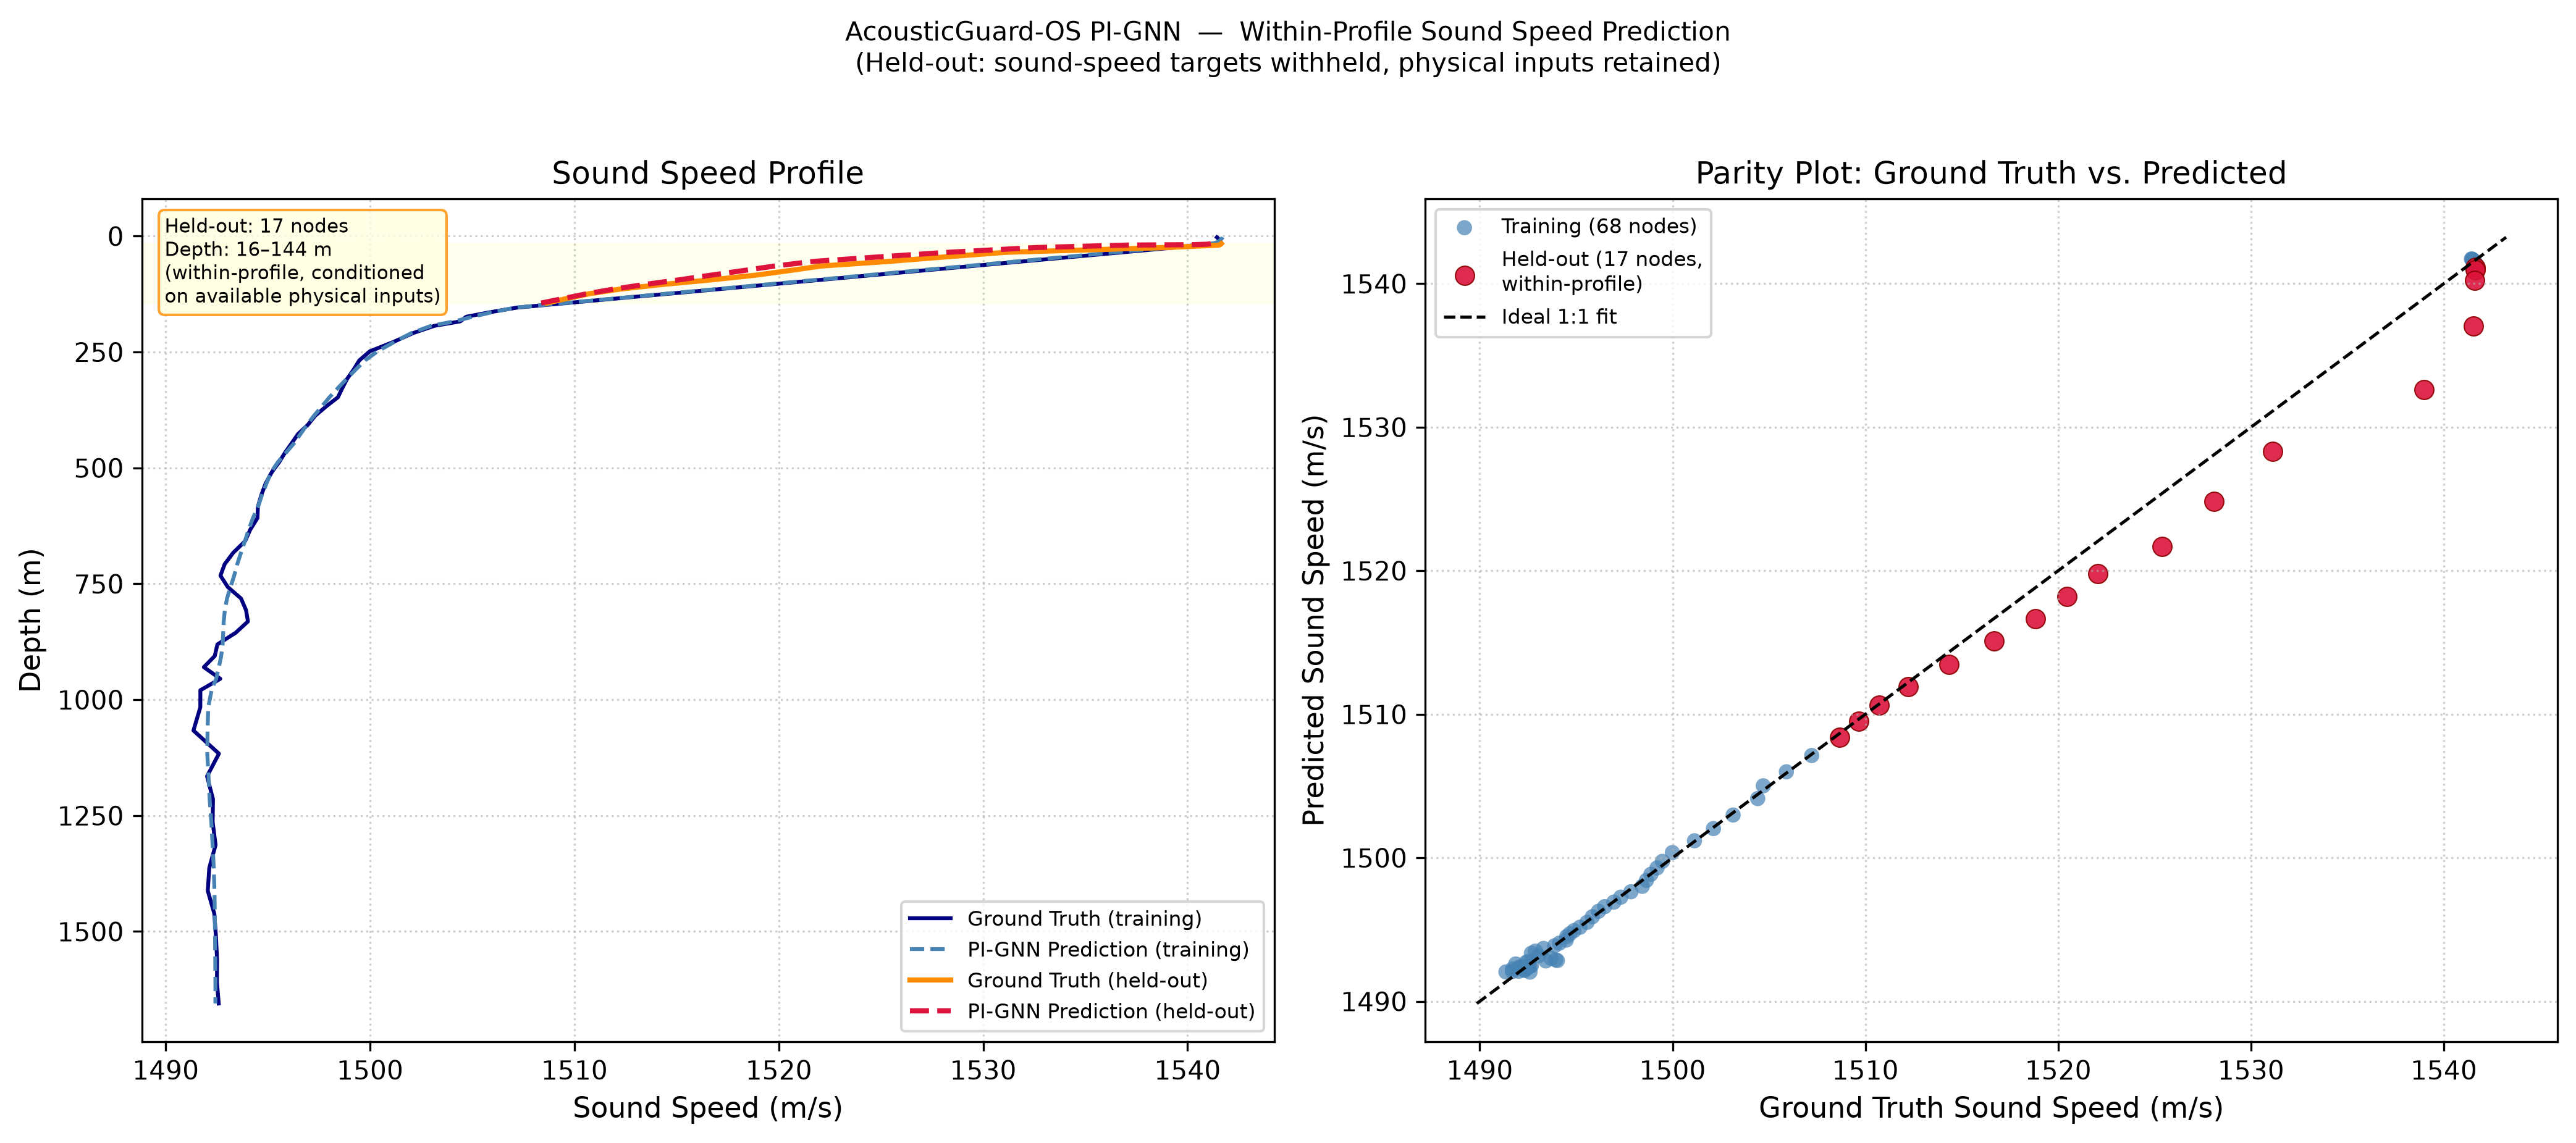 AcousticGuard-OS PI-GNN — Within-Profile Sound Speed Prediction
(Held-out: sound-speed targets withheld, physical inputs retained)
Sound Speed Profile
Held-out: 17 nodes
Depth: 16–144 m
(within-profile, conditioned
on available physical inputs)
0
250
500
750
1000
1250
1500
Depth (m)
Ground Truth (training)
PI-GNN Prediction (training)
Ground Truth (held-out)
PI-GNN Prediction (held-out)
1490
1500
1510
1520
1530
1540
Sound Speed (m/s)
Parity Plot: Ground Truth vs. Predicted
Training (68 nodes)
Held-out (17 nodes,
within-profile)
Ideal 1:1 fit
1540
1530
1520
1510
1500
1490
Predicted Sound Speed (m/s)
1490
1500
1510
1520
1530
1540
Ground Truth Sound Speed (m/s)